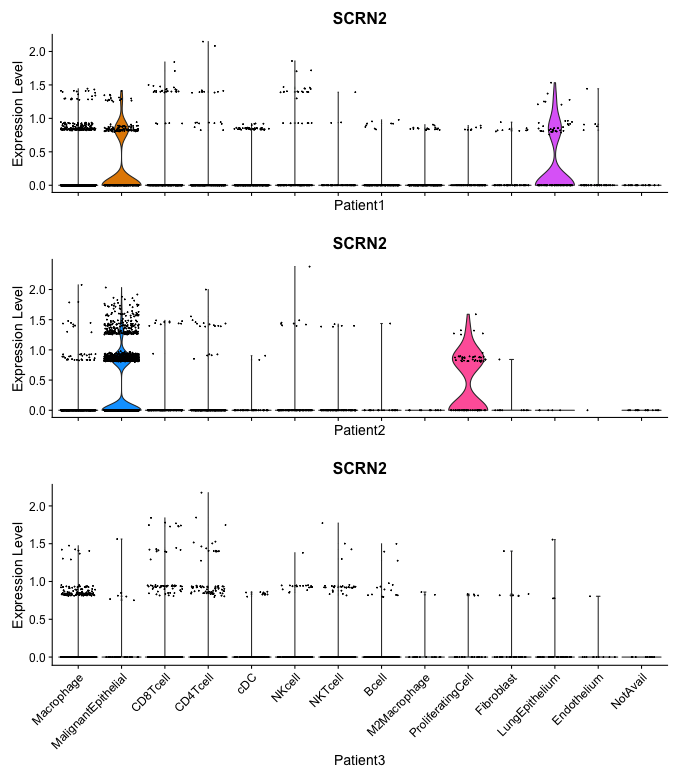 SCRN2
Expression Level
2.0
1.5
1.0
0.5
0.0
Patient1
SCRN2
Expression Level
2.0
1.5
1.0
0.5
0.0
Patient2
SCRN2
Expression Level
2.0
1.5
1.0
0.5
0.0
Macrophage
MalignantEpithelial
CD8Tcell
CD4Tcell
cDC
NKcell
NKTcell
Bcell
M2Macrophage
ProliferatingCell
Fibroblast
LungEpithelium
Endothelium
NotAvail
Patient3